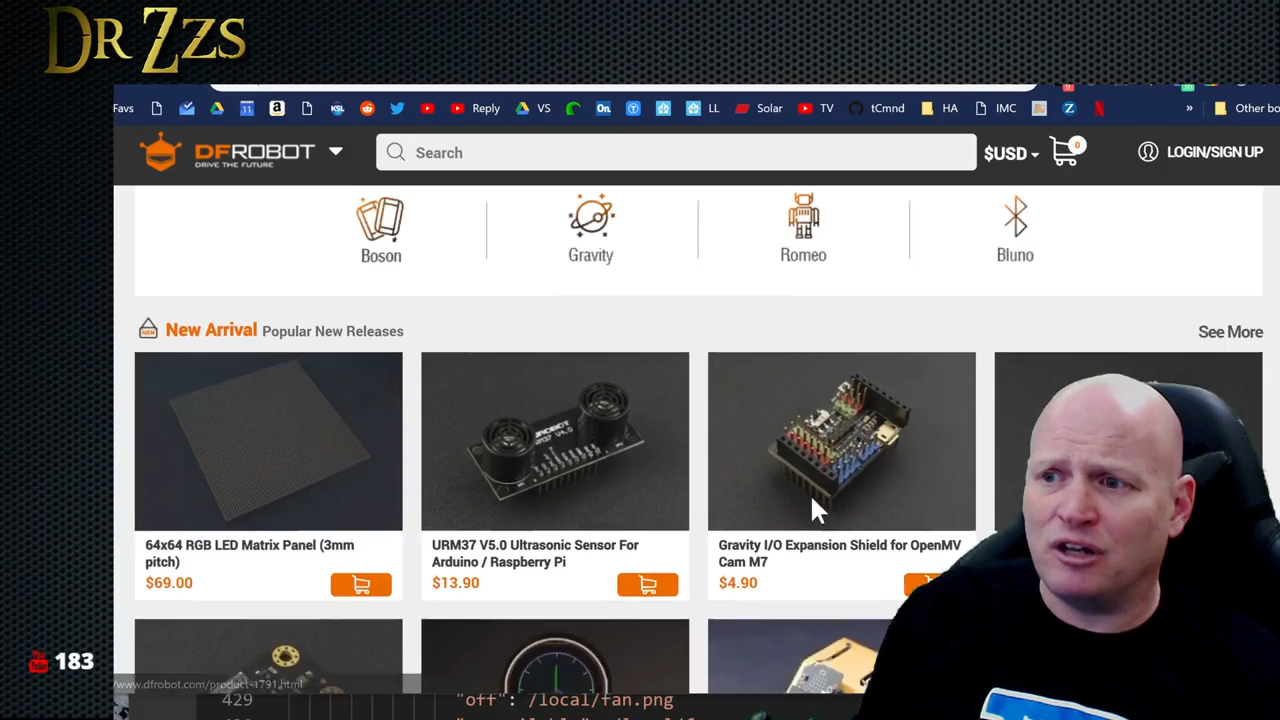 DR ZZS
Favs
Reply
VS
On.
LL
Solar
TV
tCmnd
HA
IMC
»
Other bo
DFROBOT
DRIVE THE FUTURE
Search
$USD
0
LOGIN/SIGN UP
Boson
Gravity
Romeo
Bluno
New Arrival Popular New Releases
See More
64x64 RGB LED Matrix Panel (3mm
pitch)
$69.00
URM37 V5.0 Ultrasonic Sensor For
Arduino / Raspberry Pi
$13.90
Gravity I/O Expansion Shield for OpenMV
Cam M7
$4.90
183
/www.dfrobot.com/product-1791.html
429
"off": /local/fan.png